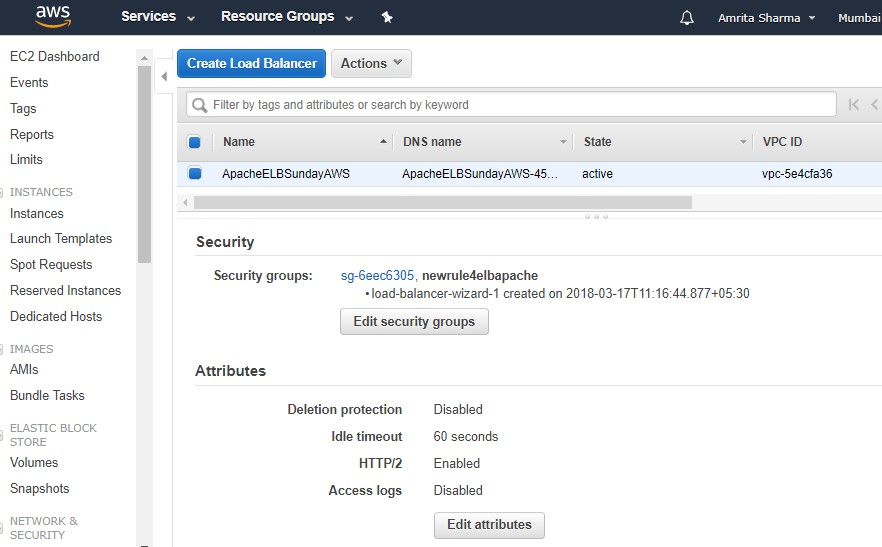 aws
Services
Resource Groups
Amrita Sharma
Mumbai
EC2 Dashboard
Events
Tags
Reports
Limits
INSTANCES
Instances
Launch Templates
Spot Requests
Reserved Instances
Dedicated Hosts
IMAGES
AMIs
Bundle Tasks
ELASTIC BLOCK
STORE
Volumes
Snapshots
NETWORK &
SECURITY
Create Load Balancer
Actions
Filter by tags and attributes or search by keyword
Name DNS name State VPC ID
ApacheELBSundayAWS ApacheELBSundayAWS-45... active vpc-5e4cfa36
Security
Security groups: sg-6eec6305, newrule4elbapache
•load-balancer-wizard-1 created on 2018-03-17T11:16:44.877+05:30
Edit security groups
Attributes
Deletion protection Disabled
Idle timeout 60 seconds
HTTP/2 Enabled
Access logs Disabled
Edit attributes